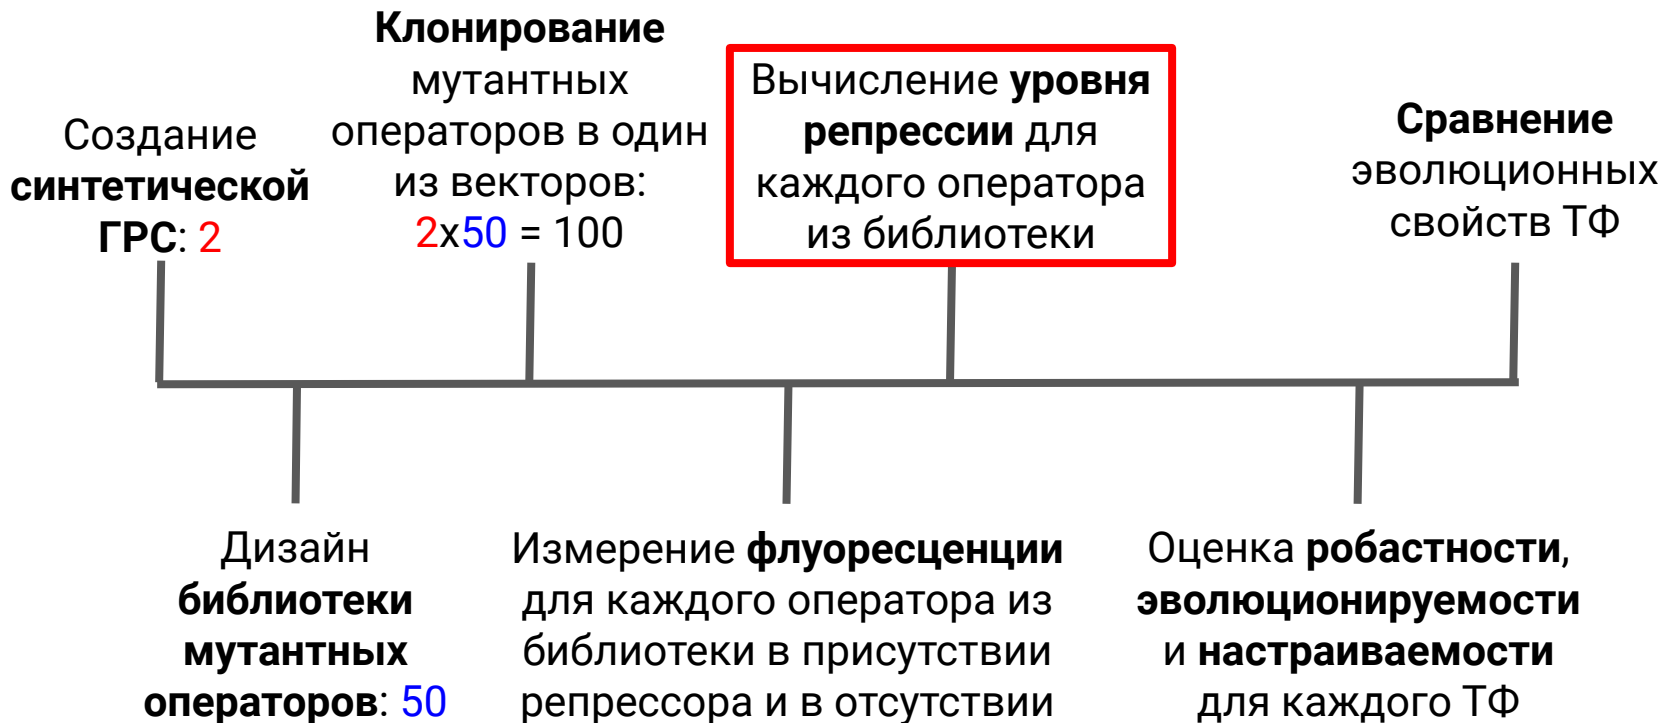 Создание
синтетической
ГРС: 2
Клонирование
мутантных
операторов в один
из векторов:
2x50 = 100
Вычисление уровня
репрессии для
каждого оператора
из библиотеки
Сравнение
эволюционных
свойств ТФ
Дизайн
библиотеки
мутантных
операторов: 50
Измерение флуоресценции
для каждого оператора из
библиотеки в присутствии
репрессора и в отсутствии
Оценка робастности,
эволюционируемости
и настраиваемости
для каждого ТФ